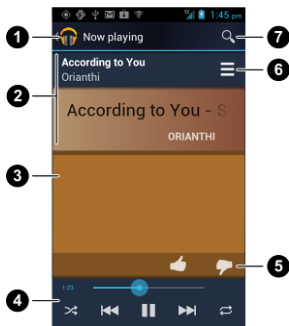 1:45 pm
1
Now playing
7
According to You
Orianthi
6
2
According to You - S
ORIANTHI
3
5
1:23
4